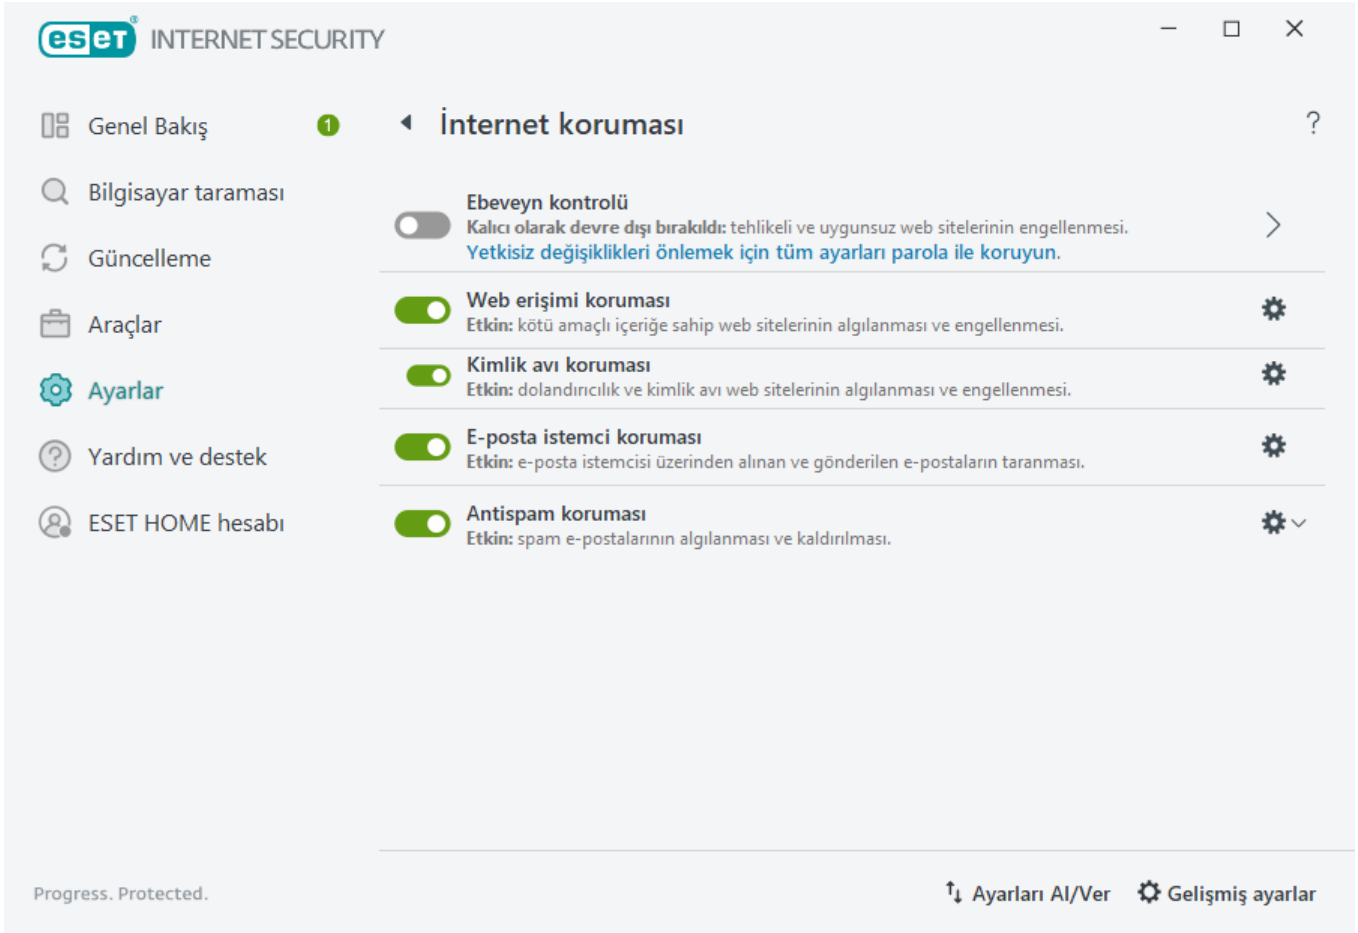 eset® INTERNET SECURITY
Genel Bakış 1
Bilgisayar taraması
Güncelleme
Araçlar
Ayarlar
Yardım ve destek
ESET HOME hesabı
İnternet koruması ?
Ebeveyn kontrolü
Kalıcı olarak devre dışı bırakıldı: tehlikeli ve uygunsuz web sitelerinin engellenmesi.
Yetkisiz değişiklikleri önlemek için tüm ayarları parola ile koruyun.
Web erişimi koruması
Etkin: kötü amaçlı içeriğe sahip web sitelerinin algılanması ve engellenmesi.
Kimlik avı koruması
Etkin: dolandırıcılık ve kimlik avı web sitelerinin algılanması ve engellenmesi.
E-posta istemci koruması
Etkin: e-posta istemcisi üzerinden alınan ve gönderilen e-postaların taranması.
Antispam koruması
Etkin: spam e-postalarının algılanması ve kaldırılması.
Progress. Protected.
Ayarları Al/Ver Gelişmiş ayarlar